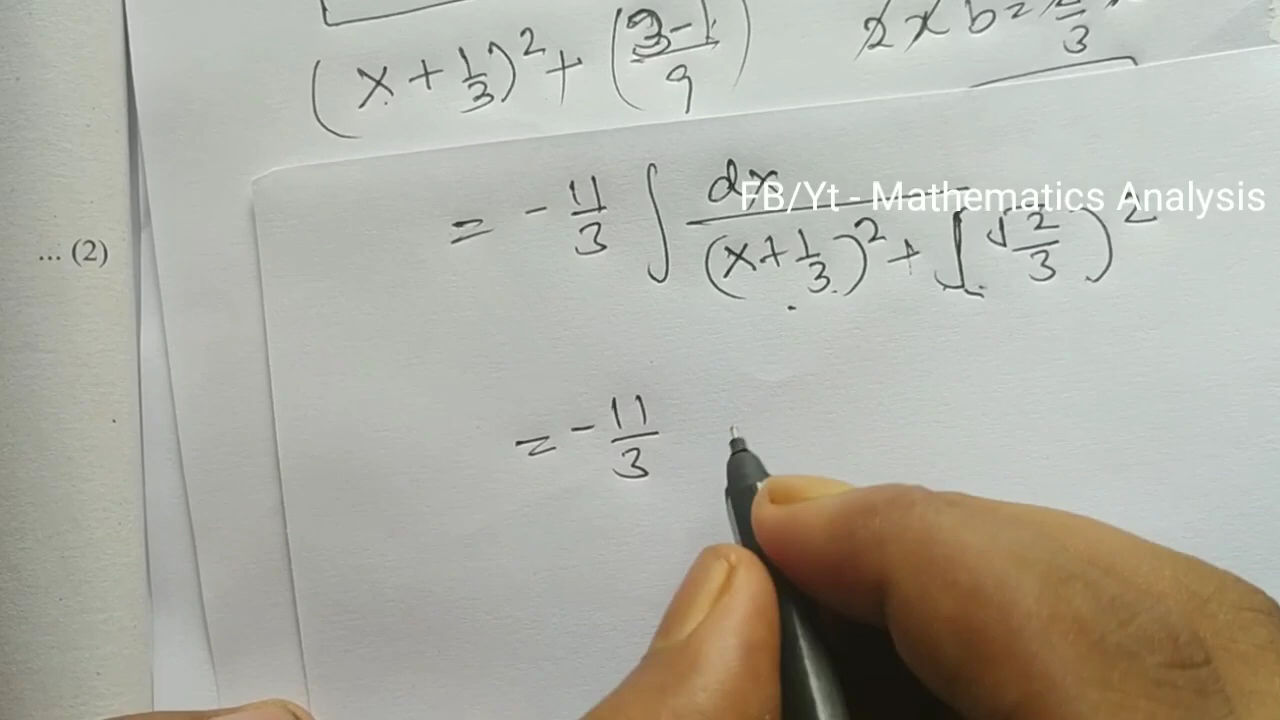 (x + 1/3)² + (3-1/9) 2xb = 2/3
= - 11/3 ∫ dx / (x + 1/3)² + (√2/3)²
FB/Yt - Mathematics Analysis
... (2)
= - 11/3